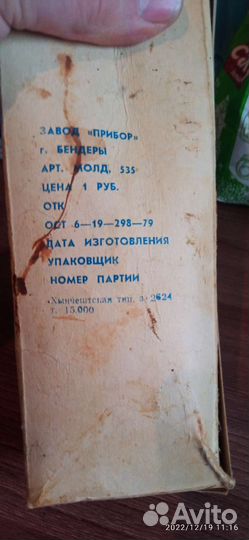 ЗАВОД «ПРИБОР»
г. БЕНДЕРЫ
АРТ. МОЛД. 535
ЦЕНА 1 РУБ.
ОТК
ОСТ 6—19—298—79
ДАТА ИЗГОТОВЛЕНИЯ
УПАКОВЩИК
НОМЕР ПАРТИИ
Хынчештская тип. з. 2624
т. 15.000
Avito
2022/12/19 11:16